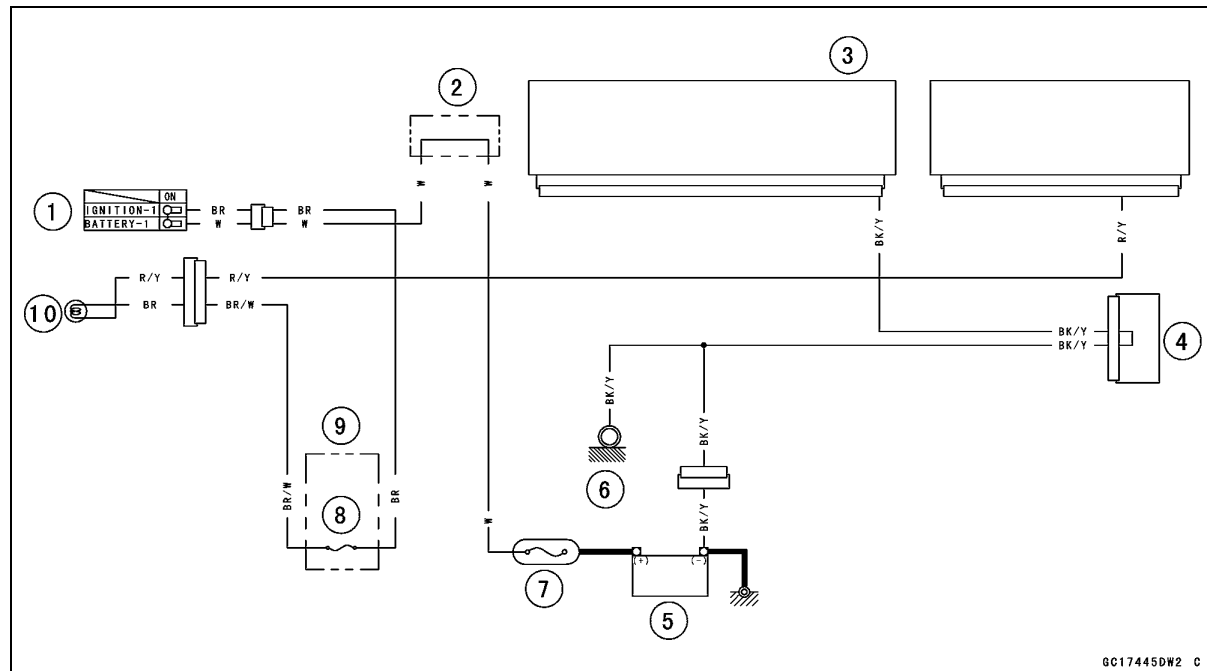 3
2
ON
1
IGNITION-1
BR
BR
BATTERY-1
W
W
W
W
BK/Y
R/Y
R/Y
R/Y
10
BR
BR/W
BK/Y
BK/Y
4
BK/Y
BK/Y
9
6
BR/W
8
BR
BK/Y
W
(+)
(-)
7
5
GC17445DW2 C